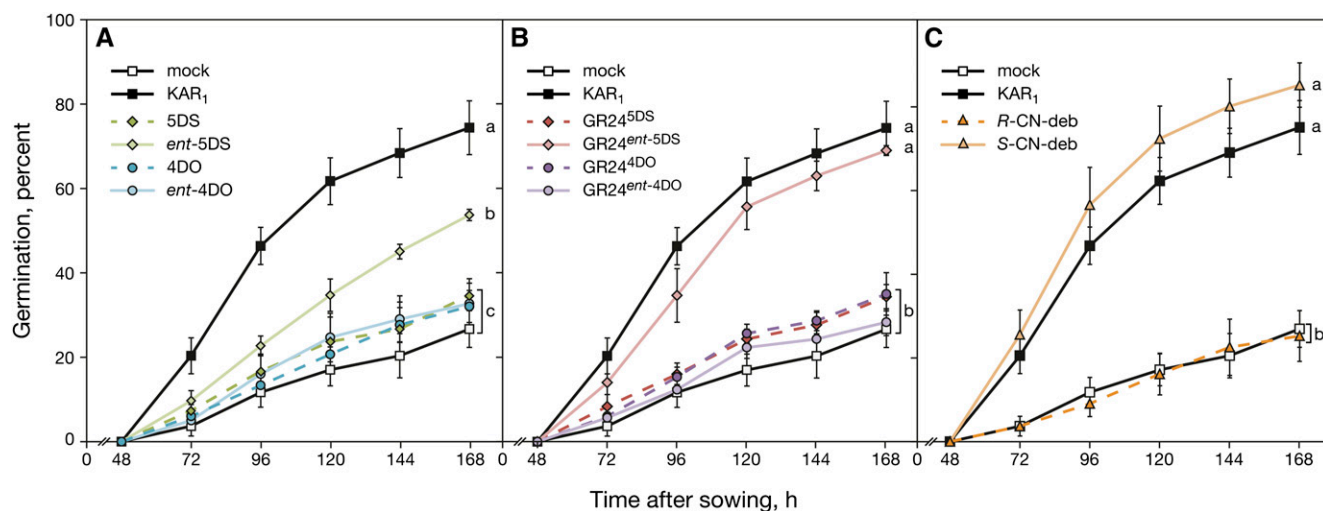 A
mock
KAR₁
5DS
ent-5DS
4DO
ent-4DO
a
b
c
B
mock
KAR₁
GR24⁵ᴰˢ
GR24ᵉⁿᵗ⁻⁵ᴰˢ
GR24⁴ᴰᴼ
GR24ᵉⁿᵗ⁻⁴ᴰᴼ
a
a
b
C
mock
KAR₁
R-CN-deb
S-CN-deb
a
a
b
Germination, percent
100
80
60
40
20
0
0 48 72 96 120 144 168
0 48 72 96 120 144 168
0 48 72 96 120 144 168
Time after sowing, h